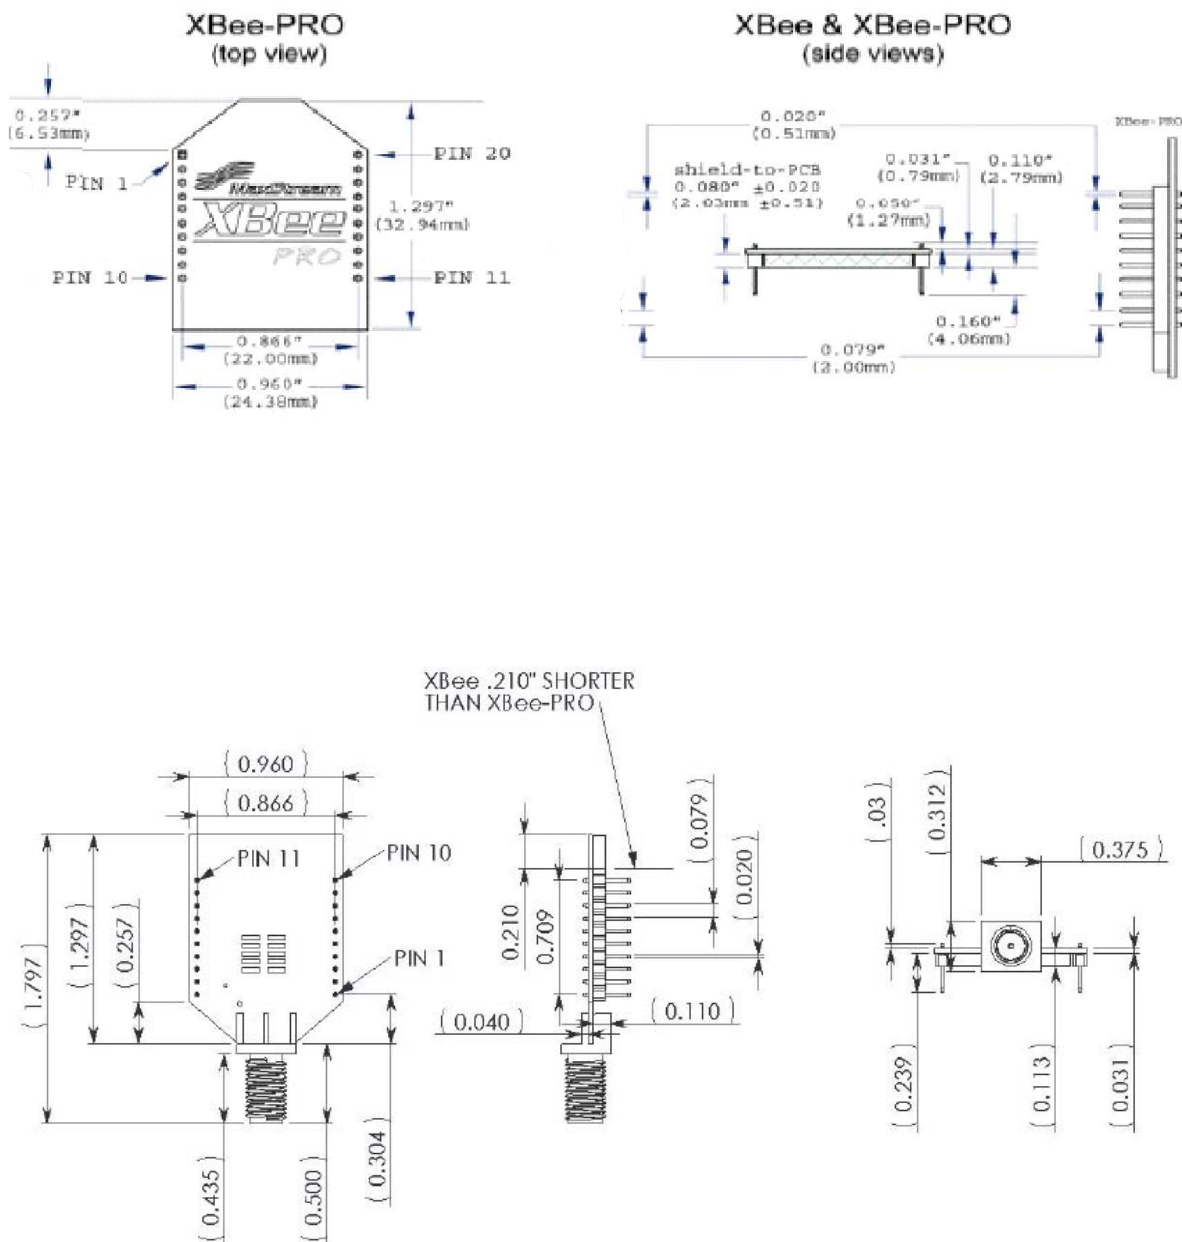 XBee-PRO
(top view)
0.257"
(6.53mm)
PIN 1
PIN 20
MaxStream
XBee
PRO
1.297"
(32.94mm)
PIN 10
PIN 11
0.866"
(22.00mm)
0.960"
(24.38mm)
XBee & XBee-PRO
(side views)
0.020"
(0.51mm)
XBee-PRO
shield-to-PCB
0.080" ±0.020
(2.03mm ±0.51)
0.031"
(0.79mm)
0.110"
(2.79mm)
0.050"
(1.27mm)
0.160"
(4.06mm)
0.079"
(2.00mm)
XBee .210" SHORTER
THAN XBee-PRO
(0.960)
(0.866)
PIN 11
PIN 10
PIN 1
(1.797)
(1.297)
(0.257)
(0.435)
(0.500)
(0.304)
0.210
0.709
(0.079)
(0.020)
(0.040)
(0.110)
(.03)
(0.312)
(0.375)
(0.239)
(0.113)
(0.031)